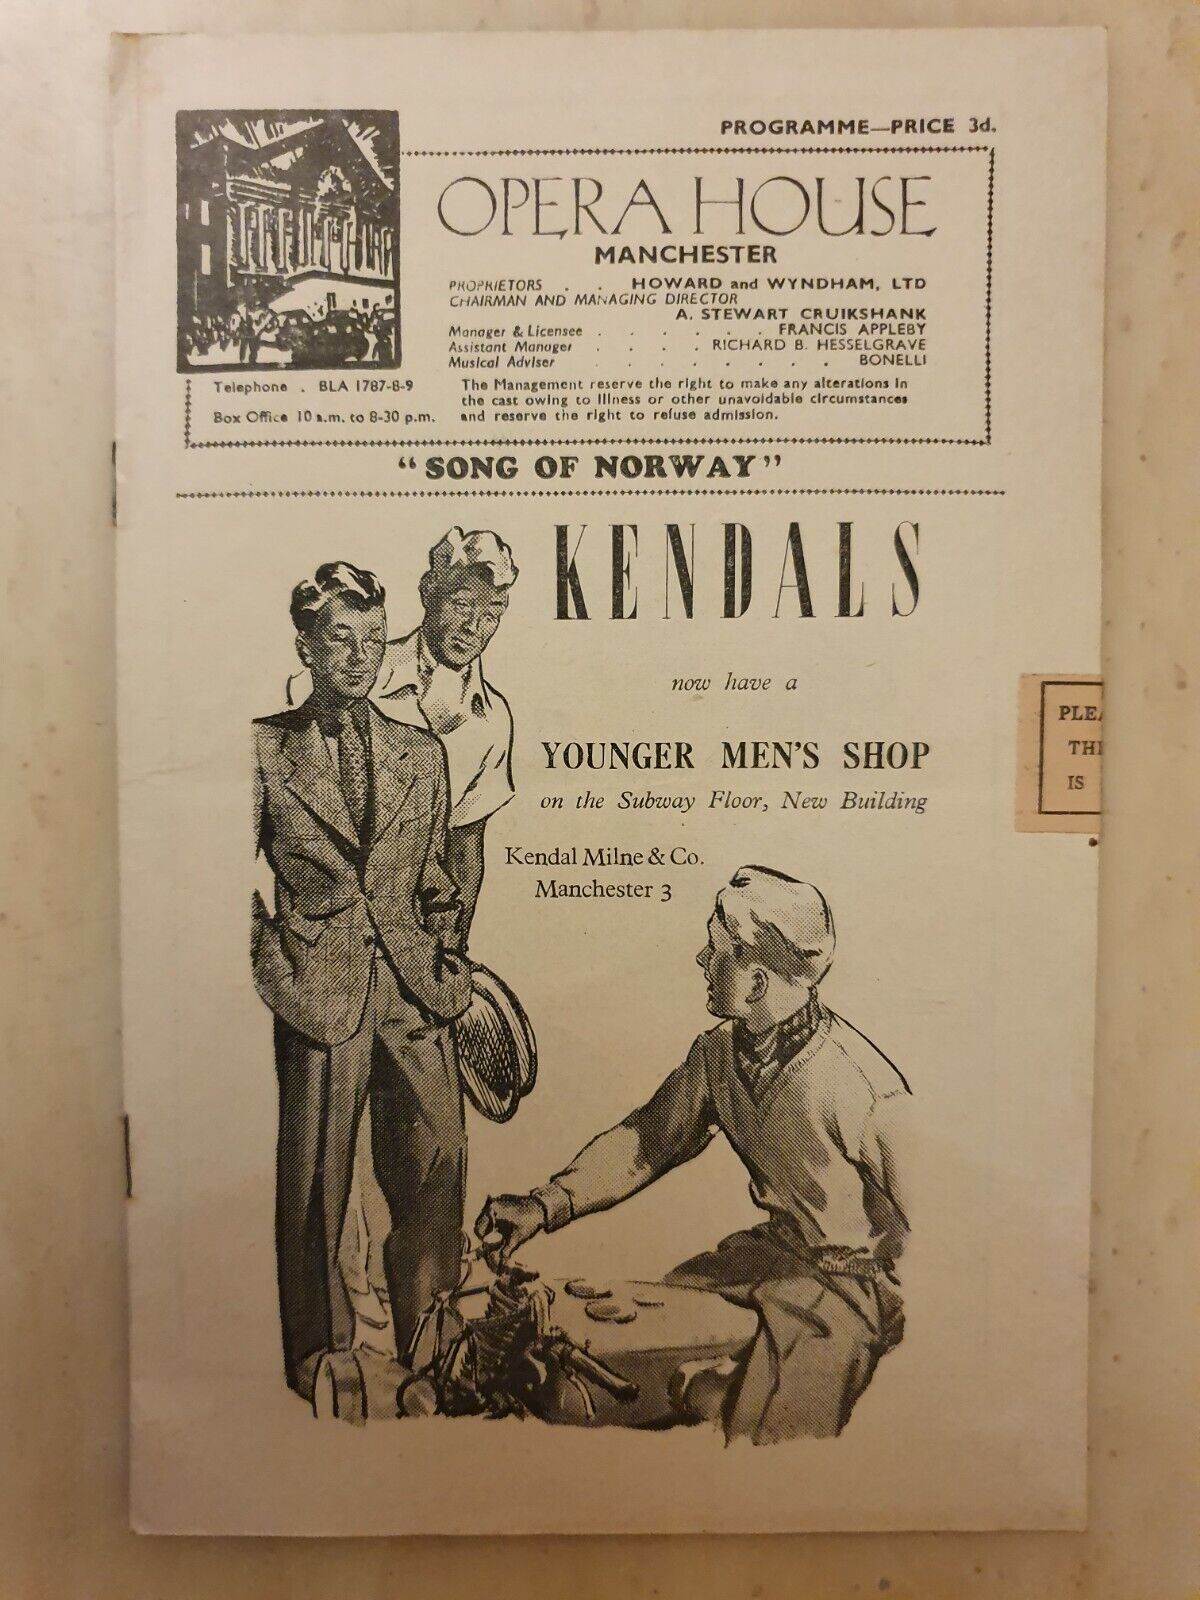 PROGRAMME—PRICE 3d.
OPERA HOUSE
MANCHESTER
PROPRIETORS . . HOWARD and WYNDHAM, LTD
CHAIRMAN AND MANAGING DIRECTOR
A. STEWART CRUIKSHANK
Manager & Licensee . . . . . . FRANCIS APPLEBY
Assistant Manager . . . . RICHARD B. HESSELGRAVE
Musical Adviser . . . . . . . BONELLI
Telephone . BLA 1787-8-9
Box Office 10 a.m. to 8-30 p.m.
The Management reserve the right to make any alterations in
the cast owing to illness or other unavoidable circumstances
and reserve the right to refuse admission.
“SONG OF NORWAY”
KENDALS
now have a
YOUNGER MEN'S SHOP
on the Subway Floor, New Building
Kendal Milne & Co.
Manchester 3
PLEA
THI
IS